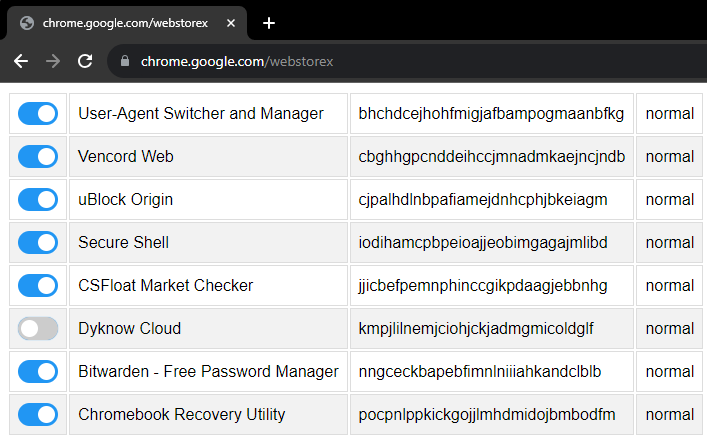 chrome.google.com/webstorex
chrome.google.com/webstorex
User-Agent Switcher and Manager bhchdcejhohfmigjafbampogmaanbfkg normal
Vencord Web cbghhgpcnddeihccjmnadmkaejncjndb normal
uBlock Origin cjpalhdlnbpafiamejdnhcphjbkeiagm normal
Secure Shell iodihamcpbpeioajjeobimgagajmlibd normal
CSFloat Market Checker jjicbefpemnphinccgikpdaagjebbnhg normal
Dyknow Cloud kmpjlilnemjciohjckjadmgmicoldglf normal
Bitwarden - Free Password Manager nngceckbapebfimnlniiiahkandclblb normal
Chromebook Recovery Utility pocpnlppkickgojjlmhdmidojbmbodfm normal